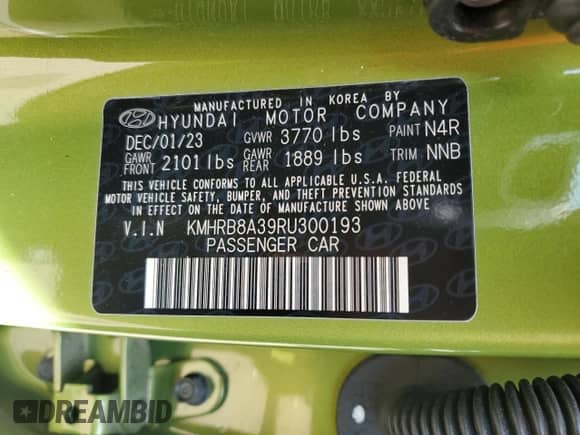 MANUFACTURED IN KOREA BY
HYUNDAI MOTOR COMPANY
DEC/01/23 GVWR 3770 lbs PAINT N4R
GAWR FRONT 2101 lbs GAWR REAR 1889 lbs TRIM NNB
THIS VEHICLE CONFORMS TO ALL APPLICABLE U.S.A. FEDERAL
MOTOR VEHICLE SAFETY, BUMPER, AND THEFT PREVENTION STANDARDS
IN EFFECT ON THE DATE OF MANUFACTURE SHOWN ABOVE
V.I.N KMHRB8A39RU300193
PASSENGER CAR
DREAMBID